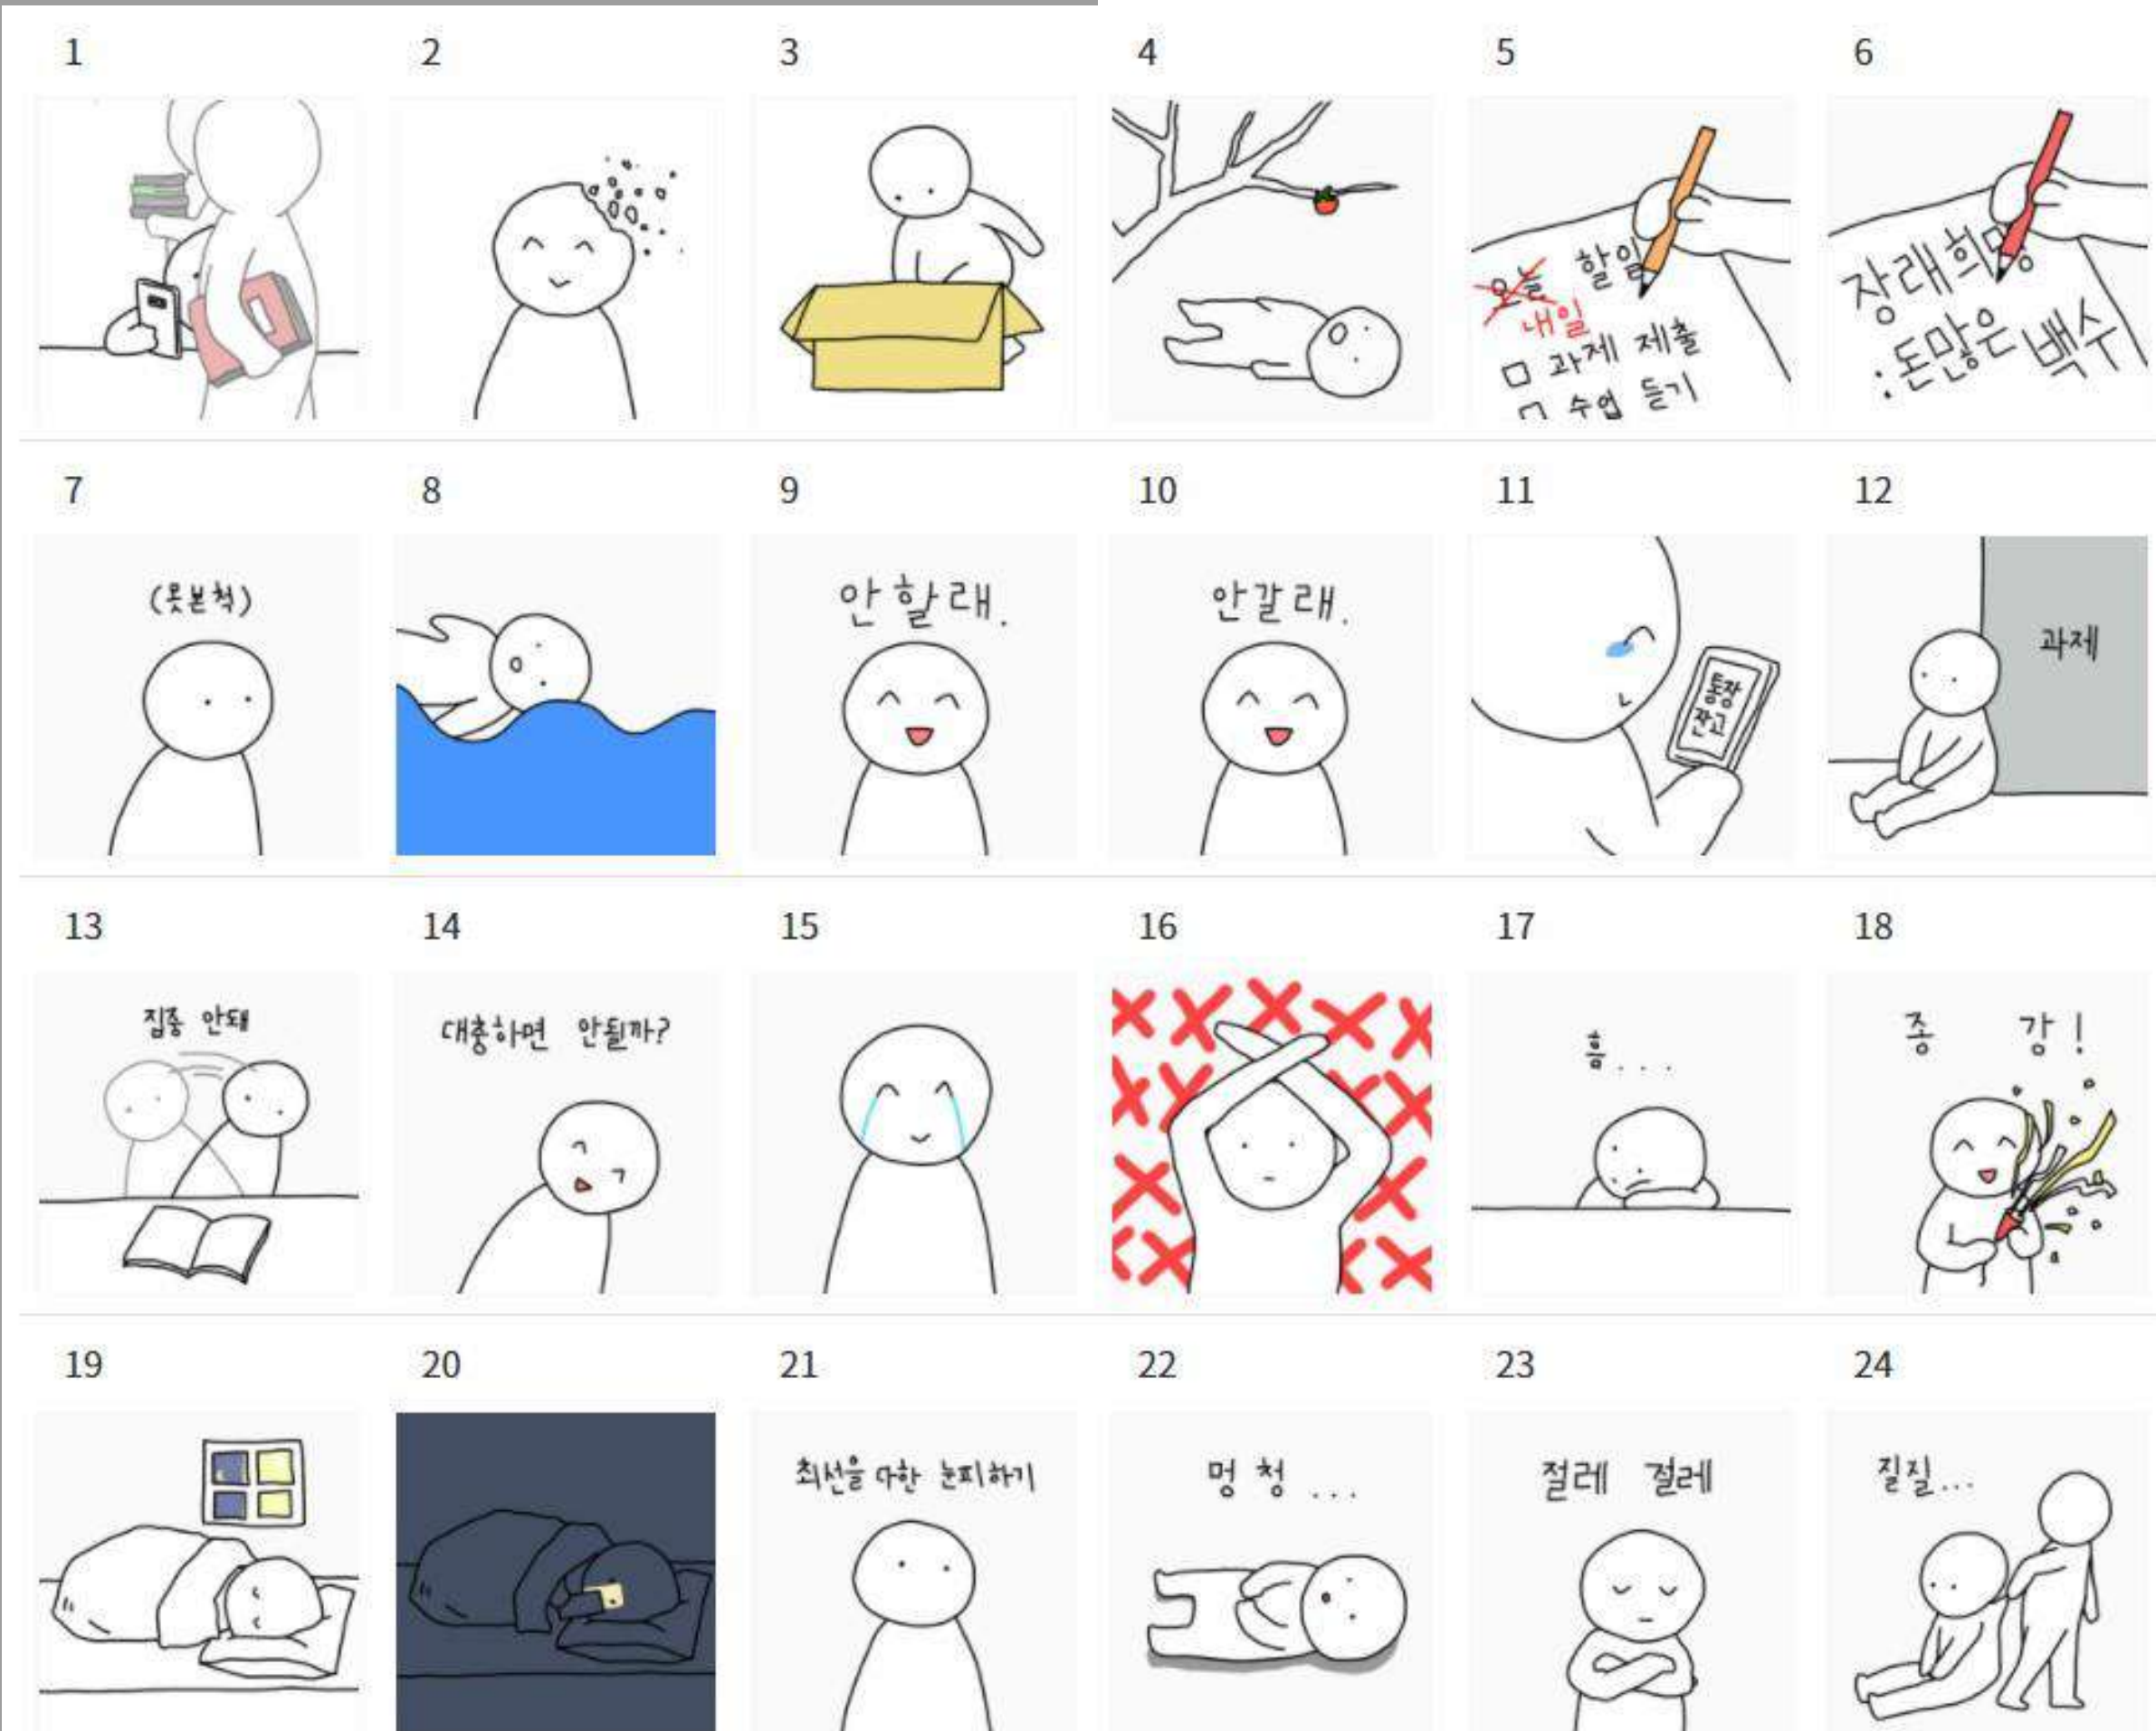 1 2 3 4 5 6
오늘 할일
내일
과제 제출
수업 듣기
장래희망
:돈많은 백수
7 8 9 10 11 12
(못본척)
안할래.
안갈래.
통장
잔고
과제
13 14 15 16 17 18
집중 안돼
대충하면 안될까?
흠...
종 강!
19 20 21 22 23 24
최선을 다한 눈피하기
멍청...
절레 절레
질질...